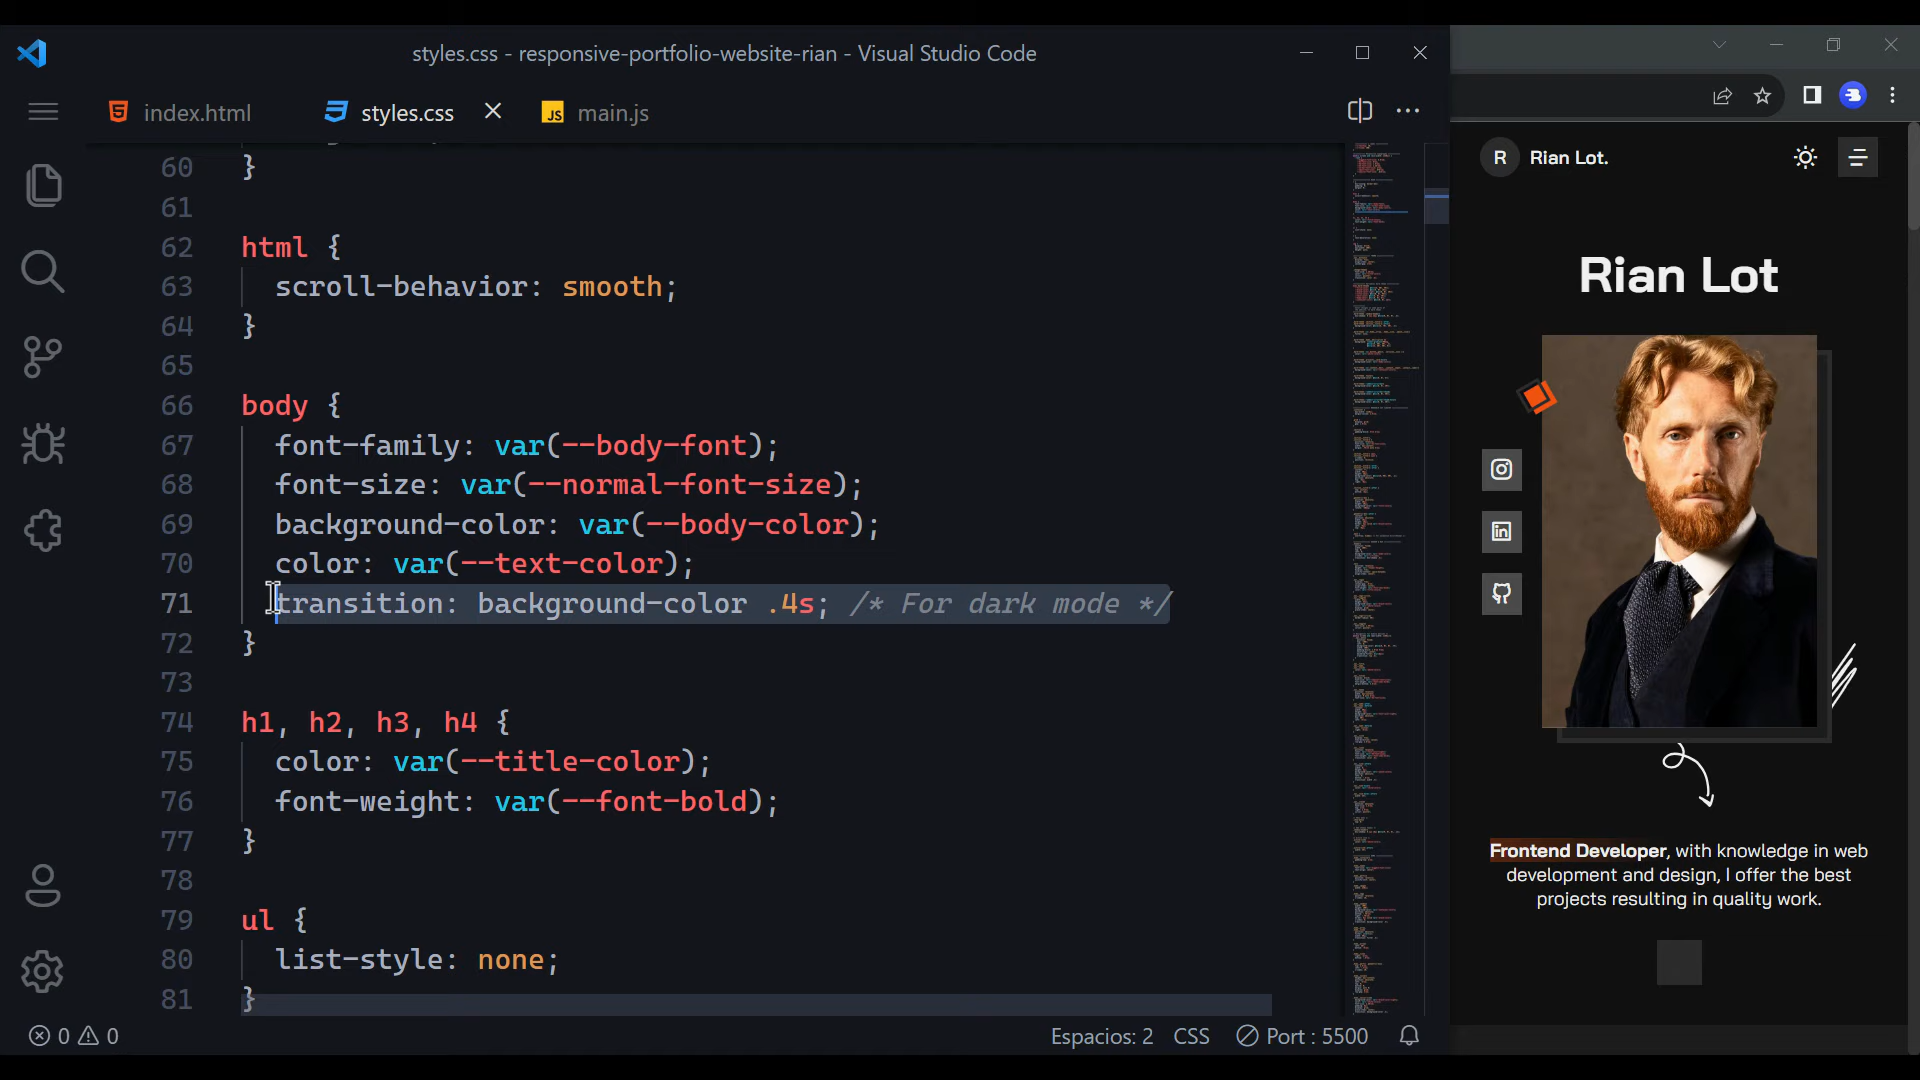 styles.css - responsive-portfolio-website-rian - Visual Studio Code
index.html
styles.css
JS main.js
60 }
61
62 html {
63 scroll-behavior: smooth;
64 }
65
66 body {
67 font-family: var(--body-font);
68 font-size: var(--normal-font-size);
69 background-color: var(--body-color);
70 color: var(--text-color);
71 transition: background-color .4s; /* For dark mode */
72 }
73
74 h1, h2, h3, h4 {
75 color: var(--title-color);
76 font-weight: var(--font-bold);
77 }
78
79 ul {
80 list-style: none;
81 }
0 0
Espacios: 2 CSS Port : 5500
R Rian Lot.
Rian Lot
Frontend Developer, with knowledge in web
development and design, I offer the best
projects resulting in quality work.